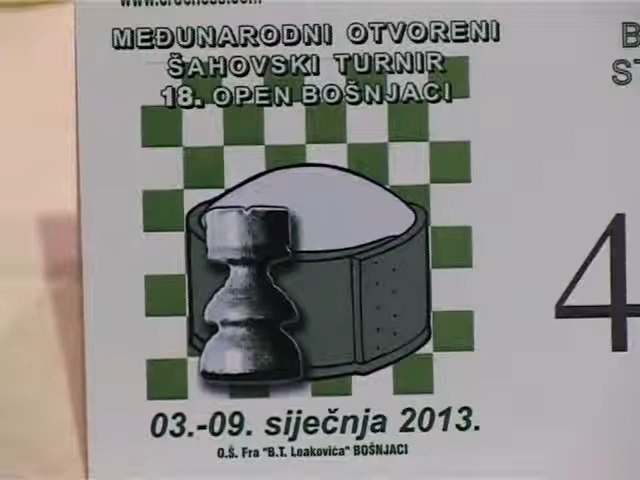 MEĐUNARODNI OTVORENI
ŠAHOVSKI TURNIR
18. OPEN BOŠNJACI
4
03.-09. siječnja 2013.
O.Š. Fra "B.T. Leakovića" BOŠNJACI